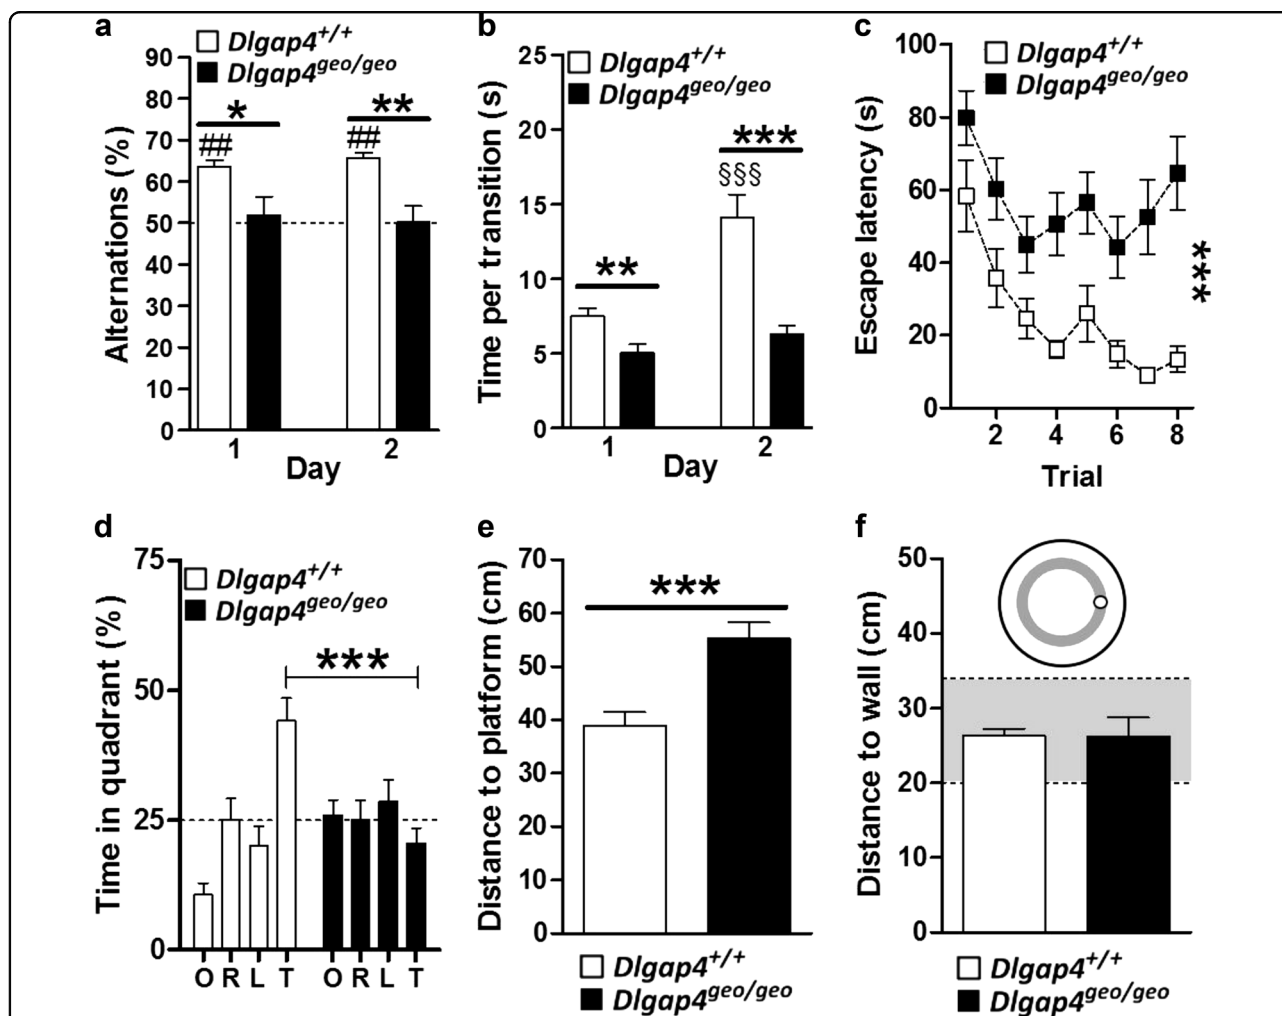 a
Dlgap4+/+
Dlgap4geo/geo
Alternations (%)
90
80
70
60
50
40
30
20
10
0
*
**
##
##
1
2
Day
b
Dlgap4+/+
Dlgap4geo/geo
Time per transition (s)
25
20
15
10
5
0
**
***
§§§
1
2
Day
c
Dlgap4+/+
Dlgap4geo/geo
Escape latency (s)
100
80
60
40
20
0
***
2
4
6
8
Trial
d
Dlgap4+/+
Dlgap4geo/geo
Time in quadrant (%)
75
50
25
0
***
O R L T O R L T
e
Distance to platform (cm)
70
60
50
40
30
20
10
0
***
Dlgap4+/+
Dlgap4geo/geo
f
Distance to wall (cm)
50
40
30
20
10
0
Dlgap4+/+
Dlgap4geo/geo